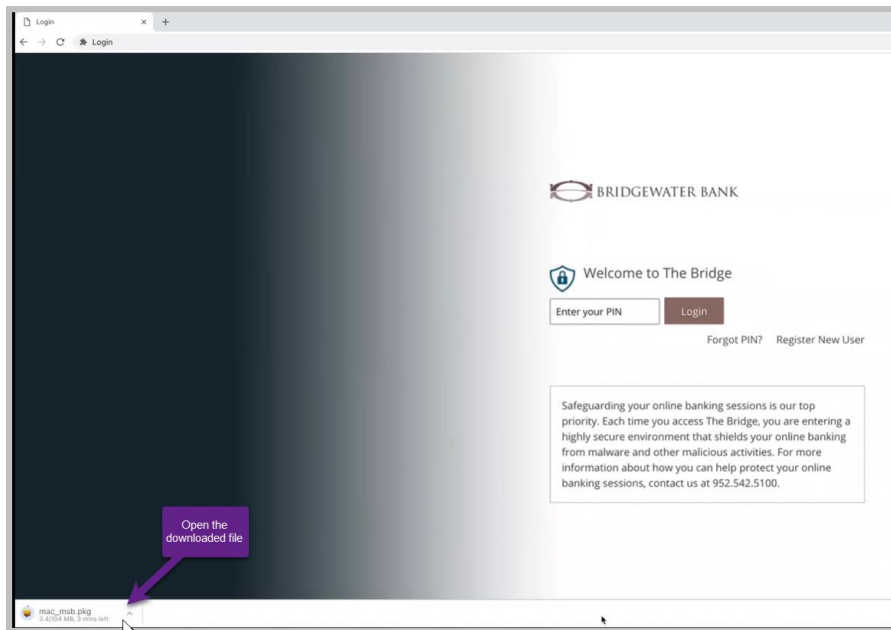 Login
Login
BRIDGEWATER BANK
Welcome to The Bridge
Enter your PIN
Login
Forgot PIN? Register New User
Safeguarding your online banking sessions is our top
priority. Each time you access The Bridge, you are entering a
highly secure environment that shields your online banking
from malware and other malicious activities. For more
information about how you can help protect your online
banking sessions, contact us at 952.542.5100.
Open the
downloaded file
mac_msb.pkg
3.4/104 MB, 3 mins left